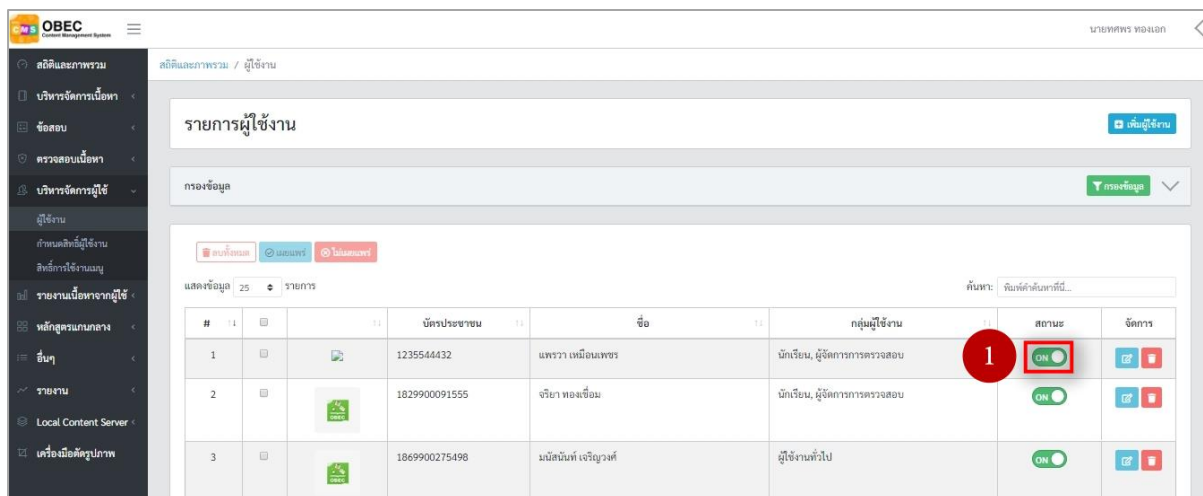 CMS OBEC
Content Management System
นายทศพร ทองเอก
สถิติและภาพรวม
บริหารจัดการเนื้อหา
ข้อสอบ
ตรวจสอบเนื้อหา
บริหารจัดการผู้ใช้
ผู้ใช้งาน
กำหนดสิทธิ์ผู้ใช้งาน
สิทธิ์การใช้งานเมนู
รายงานเนื้อหาจากผู้ใช้
หลักสูตรแกนกลาง
อื่นๆ
รายงาน
Local Content Server
เครื่องมือตัดรูปภาพ
สถิติและภาพรวม / ผู้ใช้งาน
รายการผู้ใช้งาน
เพิ่มผู้ใช้งาน
กรองข้อมูล
กรองข้อมูล
ลบทั้งหมด เผยแพร่ ไม่เผยแพร่
แสดงข้อมูล 25 รายการ
ค้นหา: พิมพ์คำค้นหาที่นี่...
# บัตรประชาชน ชื่อ กลุ่มผู้ใช้งาน สถานะ จัดการ
1 1235544432 แพรวา เหมือนเพชร นักเรียน, ผู้จัดการการตรวจสอบ 1 ON
2 OBEC 1829900091555 จริยา ทองเชื่อม นักเรียน, ผู้จัดการการตรวจสอบ ON
3 OBEC 1869900275498 มนัสนันท์ เจริญวงศ์ ผู้ใช้งานทั่วไป ON